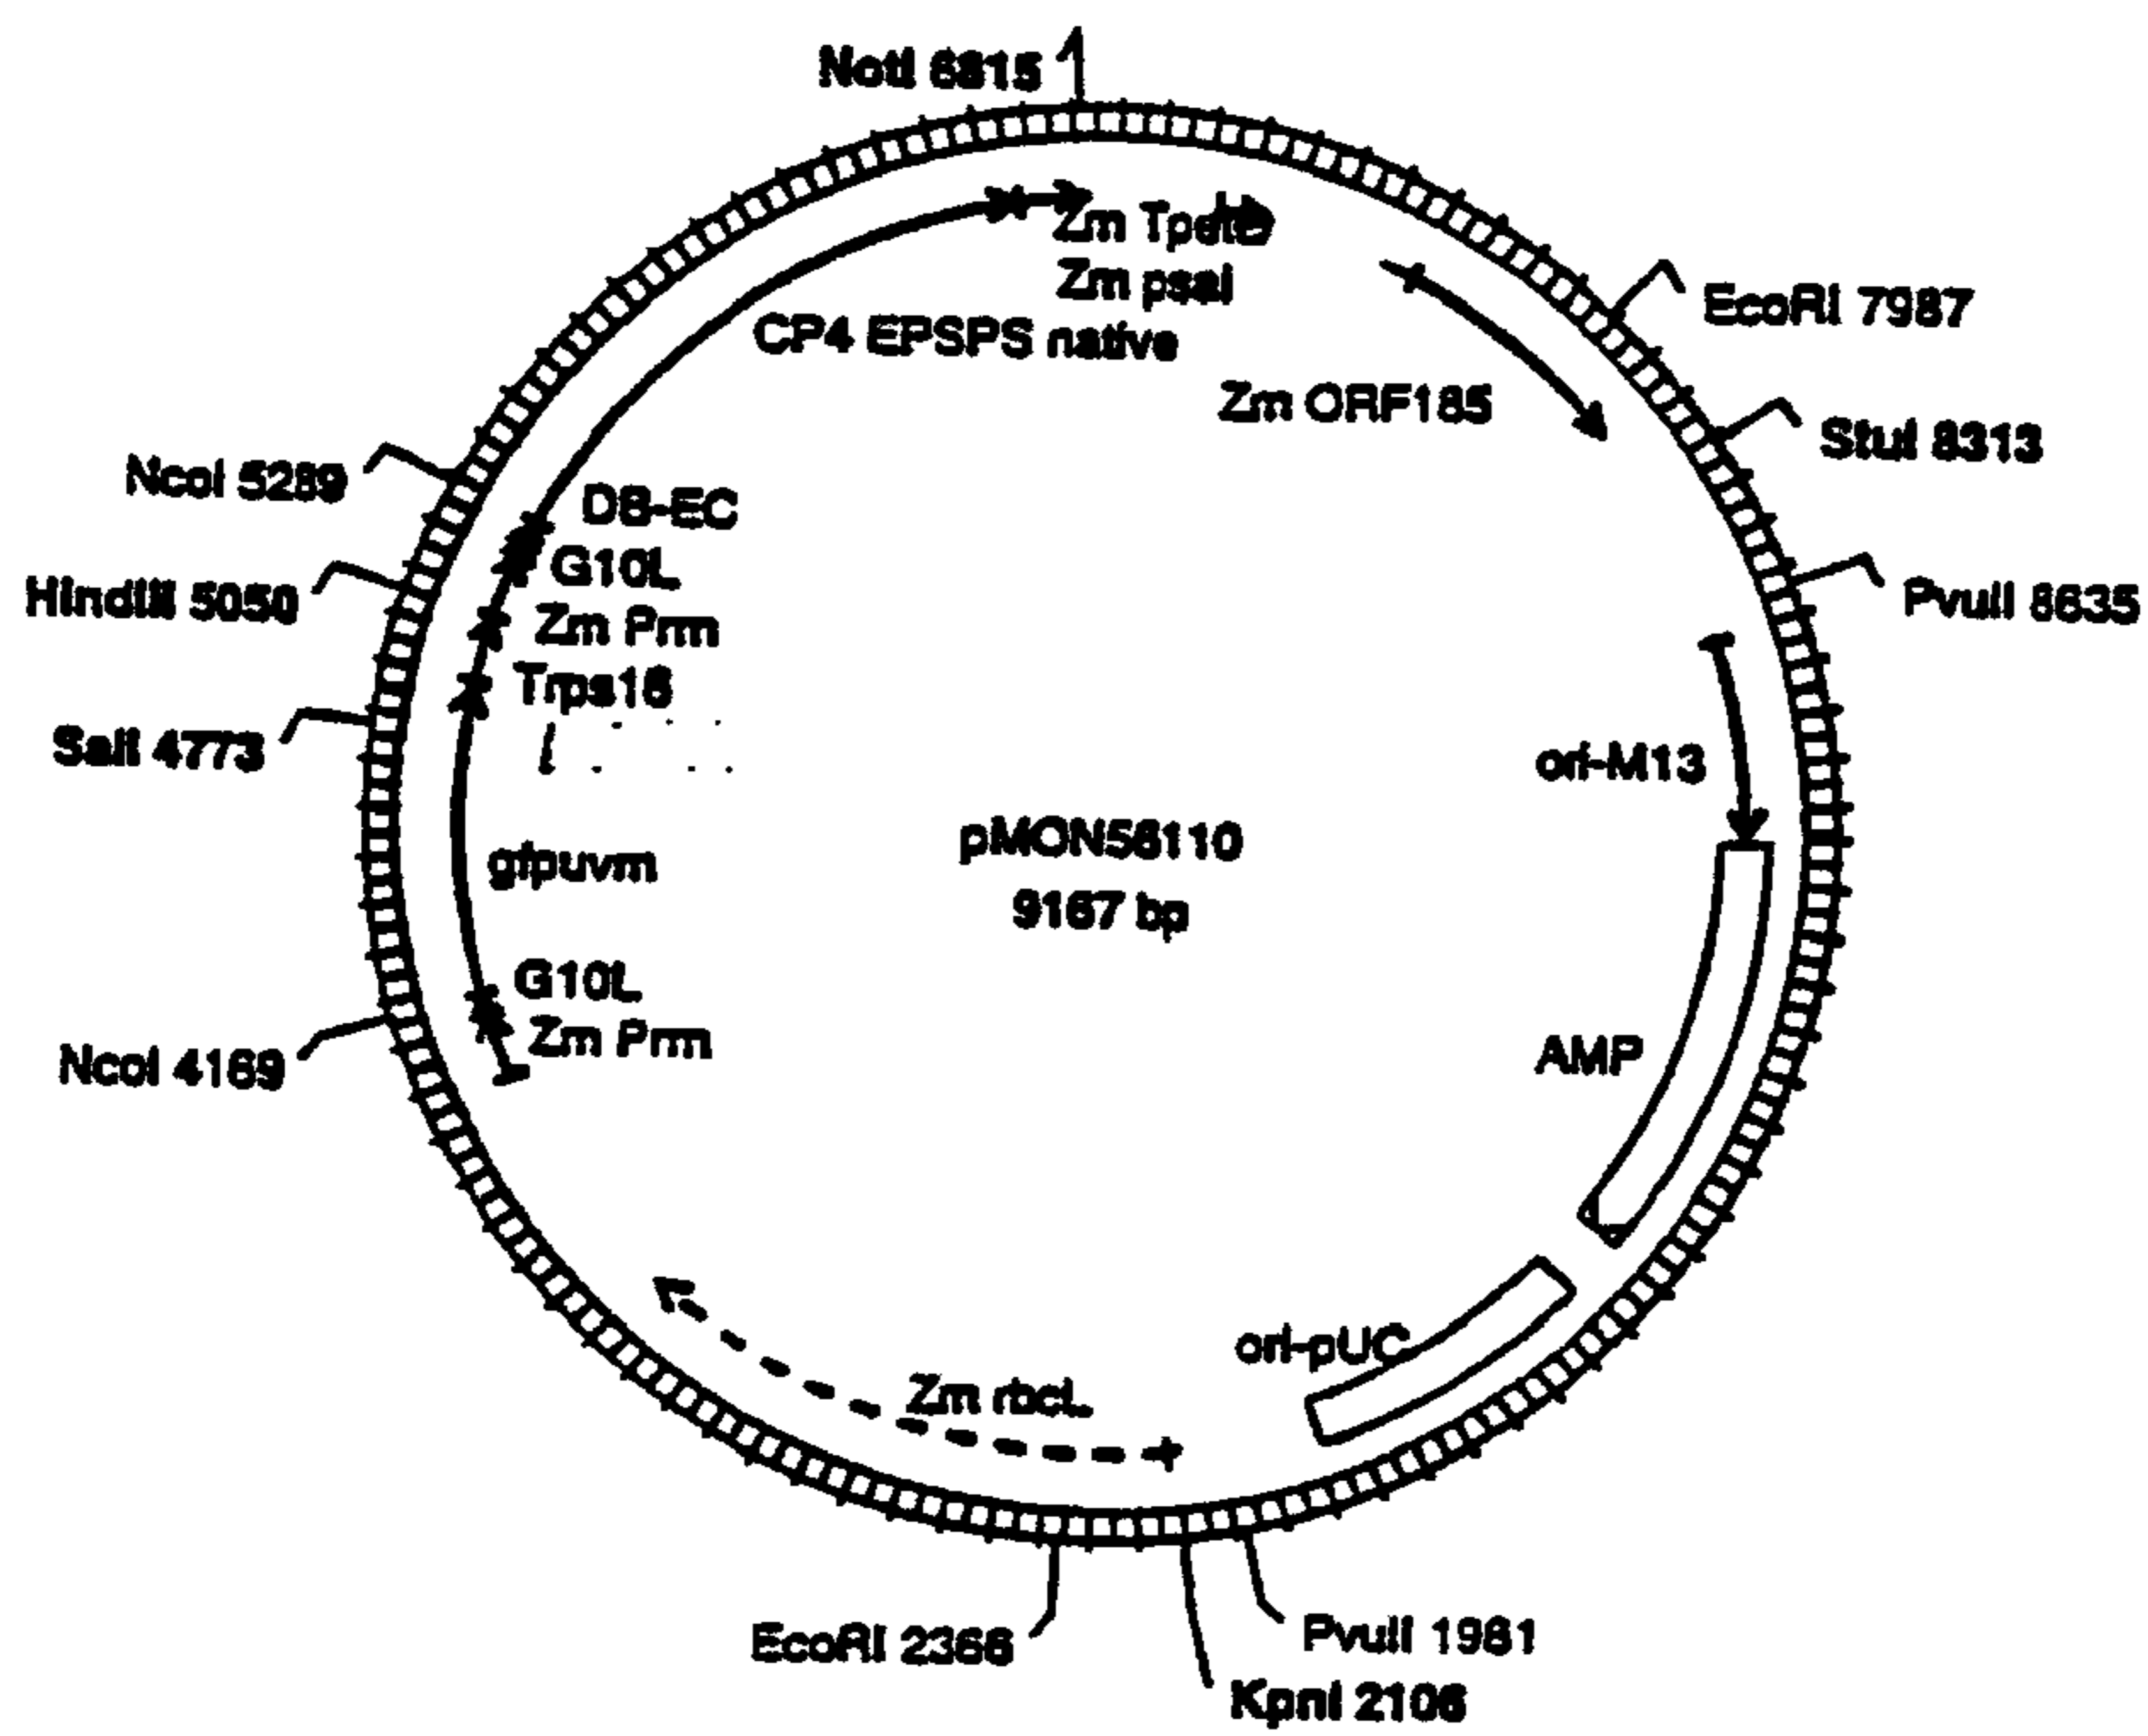 NotI 6815
Zm TpetD
Zm psaI
CP4 EPSPS native
EcoRI 7987
Zm ORF185
StuI 8313
NcoI 5289
DB-EC
G10L
HindIII 5050
Zm Prrn
PvuII 8635
Trps16
SalI 4773
ori-M13
pMON56110
gfpuvm
9167 bp
G10L
Zm Prrn
AMP
NcoI 4169
ori-pUC
Zm rbcL
EcoRI 2366
PvuII 1981
KpnI 2106